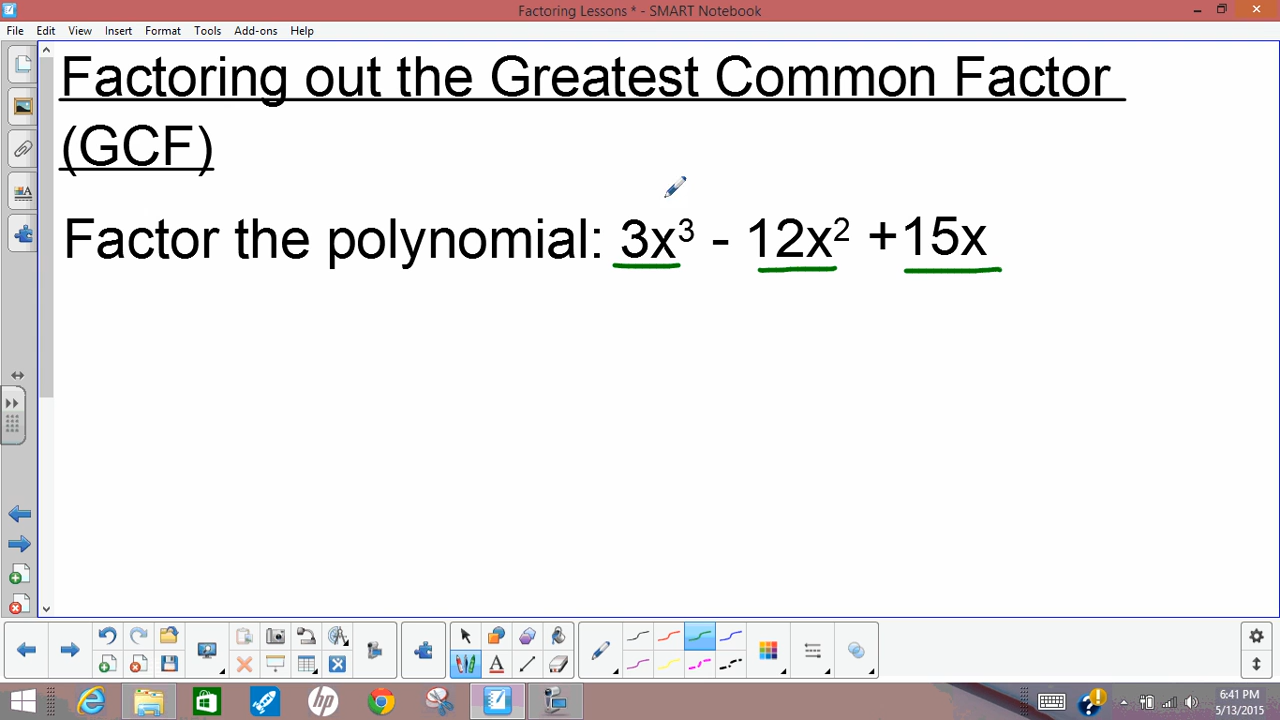 Factoring Lessons * - SMART Notebook
File Edit View Insert Format Tools Add-ons Help
Factoring out the Greatest Common Factor
(GCF)
Factor the polynomial: 3x³ - 12x² +15x
6:41 PM
5/13/2015